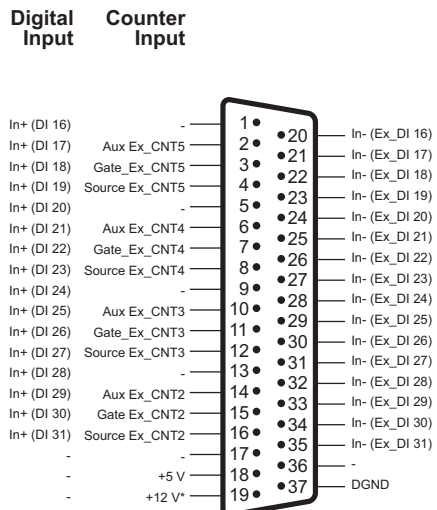 Digital Input Counter Input
In+ (DI 16) - 1 20 In- (Ex_DI 16)
In+ (DI 17) Aux Ex_CNT5 2 21 In- (Ex_DI 17)
In+ (DI 18) Gate_Ex_CNT5 3 22 In- (Ex_DI 18)
In+ (DI 19) Source Ex_CNT5 4 23 In- (Ex_DI 19)
In+ (DI 20) - 5 24 In- (Ex_DI 20)
In+ (DI 21) Aux Ex_CNT4 6 25 In- (Ex_DI 21)
In+ (DI 22) Gate_Ex_CNT4 7 26 In- (Ex_DI 22)
In+ (DI 23) Source Ex_CNT4 8 27 In- (Ex_DI 23)
In+ (DI 24) - 9 28 In- (Ex_DI 24)
In+ (DI 25) Aux Ex_CNT3 10 29 In- (Ex_DI 25)
In+ (DI 26) Gate_Ex_CNT3 11 30 In- (Ex_DI 26)
In+ (DI 27) Source Ex_CNT3 12 31 In- (Ex_DI 27)
In+ (DI 28) - 13 32 In- (Ex_DI 28)
In+ (DI 29) Aux Ex_CNT2 14 33 In- (Ex_DI 29)
In+ (DI 30) Gate Ex_CNT2 15 34 In- (Ex_DI 30)
In+ (DI 31) Source Ex_CNT2 16 35 In- (Ex_DI 31)
- - 17 36 -
- +5 V 18 37 DGND
- +12 V* 19